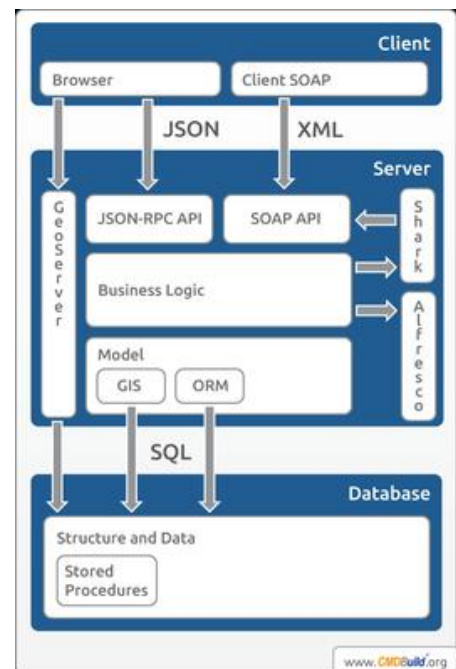 Client
Browser
Client SOAP
JSON
XML
Server
GeoServer
JSON-RPC API
SOAP API
Shark
Business Logic
Alfresco
Model
GIS
ORM
SQL
Database
Structure and Data
Stored
Procedures
www.CMDBuild.org